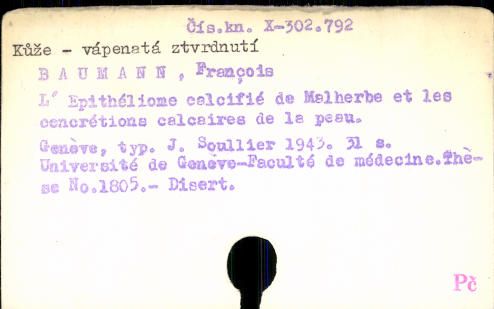 Čís.kn. X-302.792
Kůže - vápenatá ztvrdnutí
B A U M A N N , François
L´ Epithéliome calcifié de Malherbe et les
concrétions calcaires de la peau.
Genève, typ. J. Soullier 1943. 31 s.
Université de Genève-Faculté de médecine.Thè-
se No.1805.- Disert.
Pč